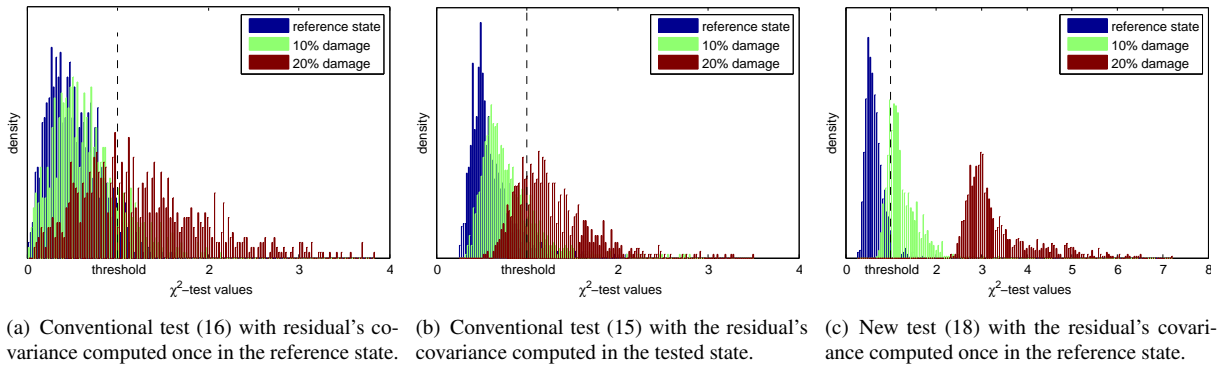 reference state
10% damage
20% damage
density
0
threshold
2
3
4
χ²−test values
(a) Conventional test (16) with residual's co-
variance computed once in the reference state.
reference state
10% damage
20% damage
density
0
threshold
2
3
4
χ²−test values
(b) Conventional test (15) with the residual's
covariance computed in the tested state.
reference state
10% damage
20% damage
density
0
threshold
2
3
4
5
6
7
8
χ²−test values
(c) New test (18) with the residual's covari-
ance computed once in the reference state.